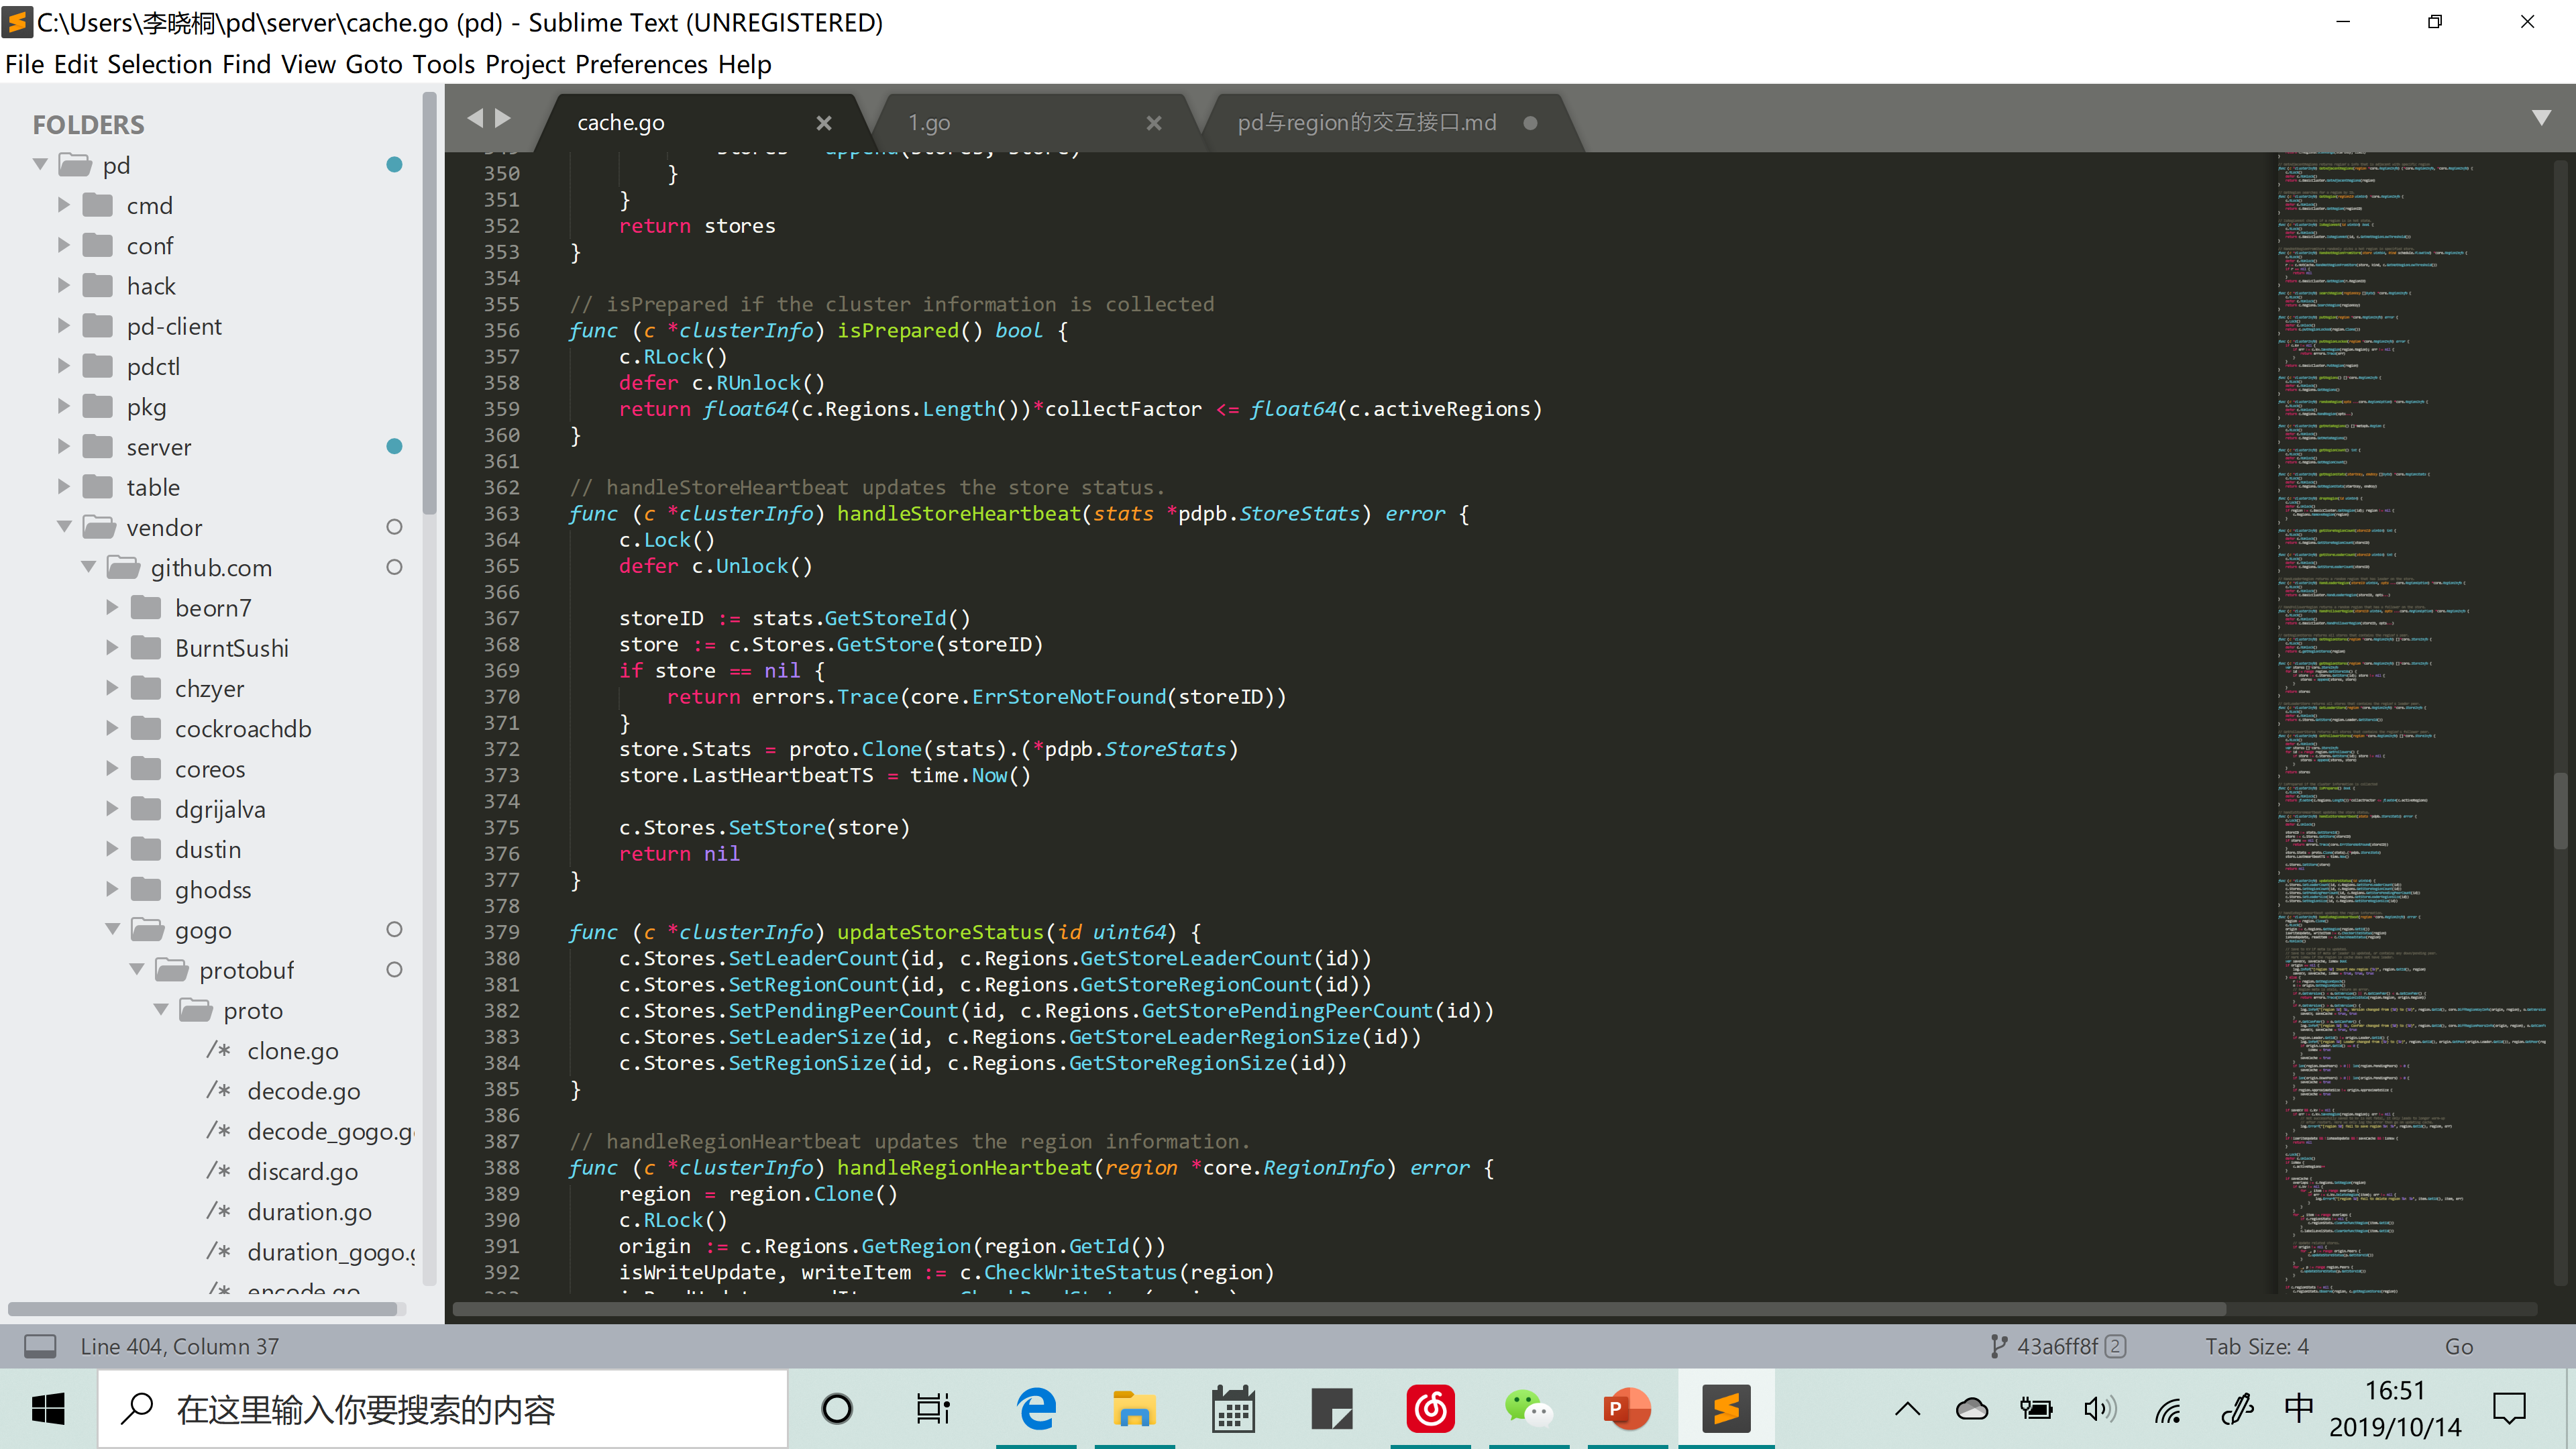 C:\Users\李晓桐\pd\server\cache.go (pd) - Sublime Text (UNREGISTERED)
File Edit Selection Find View Goto Tools Project Preferences Help
FOLDERS
pd
cmd
conf
hack
pd-client
pdctl
pkg
server
table
vendor
github.com
beorn7
BurntSushi
chzyer
cockroachdb
coreos
dgrijalva
dustin
ghodss
gogo
protobuf
proto
/* clone.go
/* decode.go
/* decode_gogo.g
/* discard.go
/* duration.go
/* duration_gogo.g
/* encode.go
cache.go
1.go
pd与region的交互接口.md
350 }
351 }
352 return stores
353 }
354
355 // isPrepared if the cluster information is collected
356 func (c *clusterInfo) isPrepared() bool {
357 c.RLock()
358 defer c.RUnlock()
359 return float64(c.Regions.Length())*collectFactor <= float64(c.activeRegions)
360 }
361
362 // handleStoreHeartbeat updates the store status.
363 func (c *clusterInfo) handleStoreHeartbeat(stats *pdpb.StoreStats) error {
364 c.Lock()
365 defer c.Unlock()
366
367 storeID := stats.GetStoreId()
368 store := c.Stores.GetStore(storeID)
369 if store == nil {
370 return errors.Trace(core.ErrStoreNotFound(storeID))
371 }
372 store.Stats = proto.Clone(stats).(*pdpb.StoreStats)
373 store.LastHeartbeatTS = time.Now()
374
375 c.Stores.SetStore(store)
376 return nil
377 }
378
379 func (c *clusterInfo) updateStoreStatus(id uint64) {
380 c.Stores.SetLeaderCount(id, c.Regions.GetStoreLeaderCount(id))
381 c.Stores.SetRegionCount(id, c.Regions.GetStoreRegionCount(id))
382 c.Stores.SetPendingPeerCount(id, c.Regions.GetStorePendingPeerCount(id))
383 c.Stores.SetLeaderSize(id, c.Regions.GetStoreLeaderRegionSize(id))
384 c.Stores.SetRegionSize(id, c.Regions.GetStoreRegionSize(id))
385 }
386
387 // handleRegionHeartbeat updates the region information.
388 func (c *clusterInfo) handleRegionHeartbeat(region *core.RegionInfo) error {
389 region = region.Clone()
390 c.RLock()
391 origin := c.Regions.GetRegion(region.GetId())
392 isWriteUpdate, writeItem := c.CheckWriteStatus(region)
Line 404, Column 37
43a6ff8f 2
Tab Size: 4
Go
在这里输入你要搜索的内容
中
16:51
2019/10/14